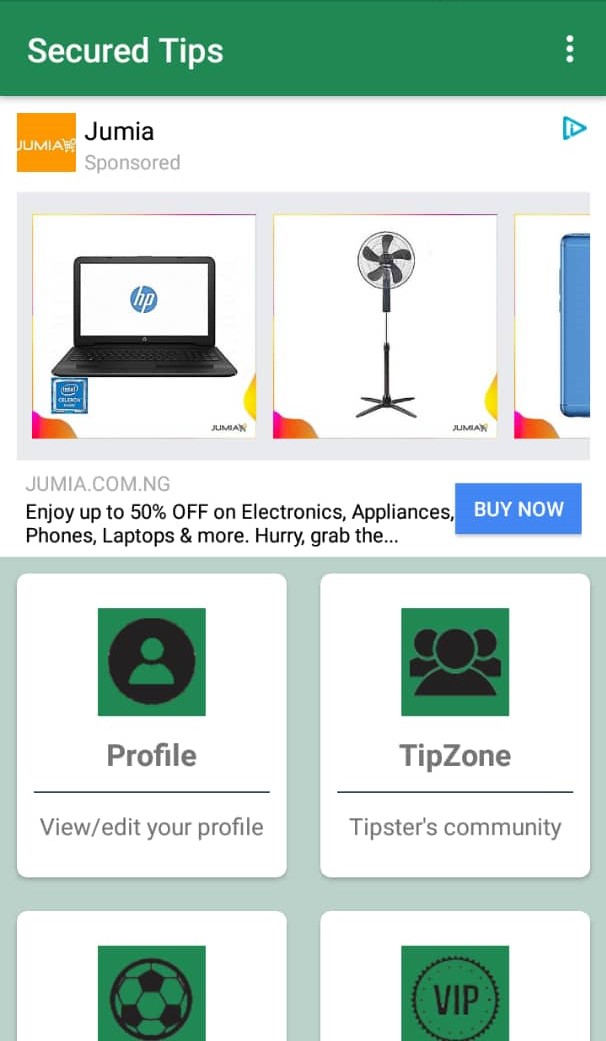 Secured Tips
JUMIA
Jumia
Sponsored
hp
intel
CELERON
JUMIA
JUMIA
JUMIA.COM.NG
Enjoy up to 50% OFF on Electronics, Appliances,
Phones, Laptops & more. Hurry, grab the...
BUY NOW
Profile
TipZone
View/edit your profile
Tipster's community
VIP